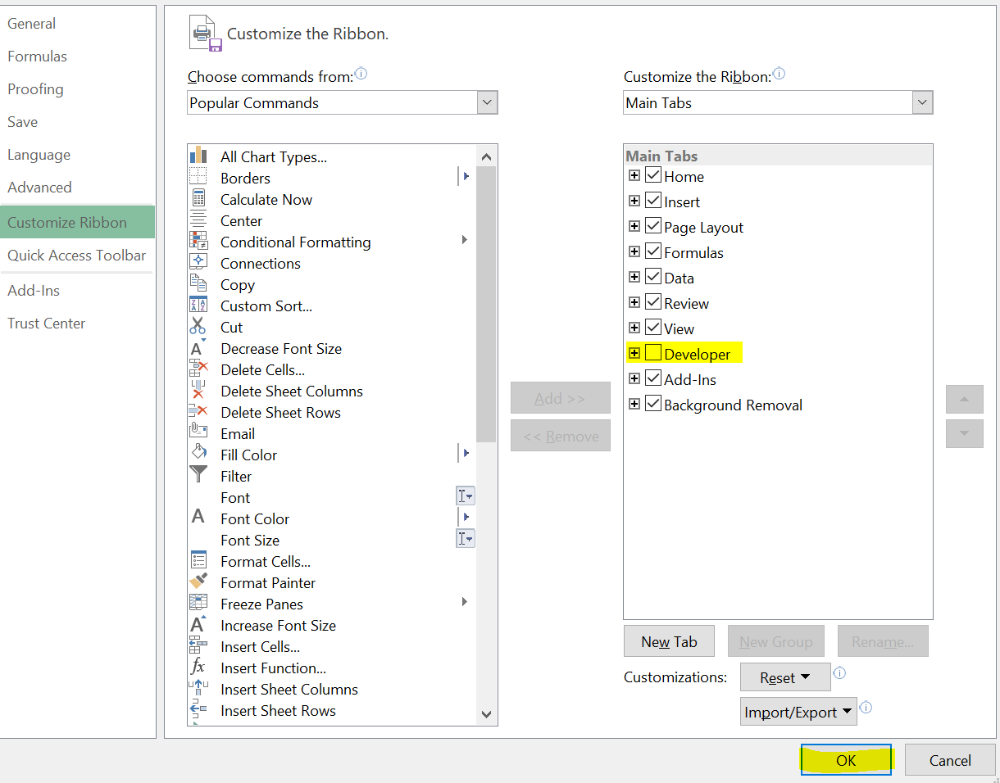 General
Formulas
Proofing
Save
Language
Advanced
Customize Ribbon
Quick Access Toolbar
Add-Ins
Trust Center
Customize the Ribbon.
Choose commands from:
Popular Commands
All Chart Types...
Borders
Calculate Now
Center
Conditional Formatting
Connections
Copy
Custom Sort...
Cut
Decrease Font Size
Delete Cells...
Delete Sheet Columns
Delete Sheet Rows
Email
Fill Color
Filter
Font
Font Color
Font Size
Format Cells...
Format Painter
Freeze Panes
Increase Font Size
Insert Cells...
Insert Function...
Insert Sheet Columns
Insert Sheet Rows
Add >>
<< Remove
Customize the Ribbon:
Main Tabs
Main Tabs
Home
Insert
Page Layout
Formulas
Data
Review
View
Developer
Add-Ins
Background Removal
New Tab
New Group
Rename...
Customizations:
Reset
Import/Export
OK
Cancel